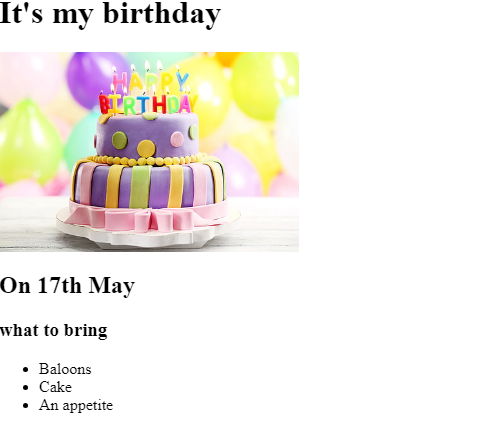 It's my birthday
HAPPY
BIRTHDAY
On 17th May
what to bring
Baloons
Cake
An appetite